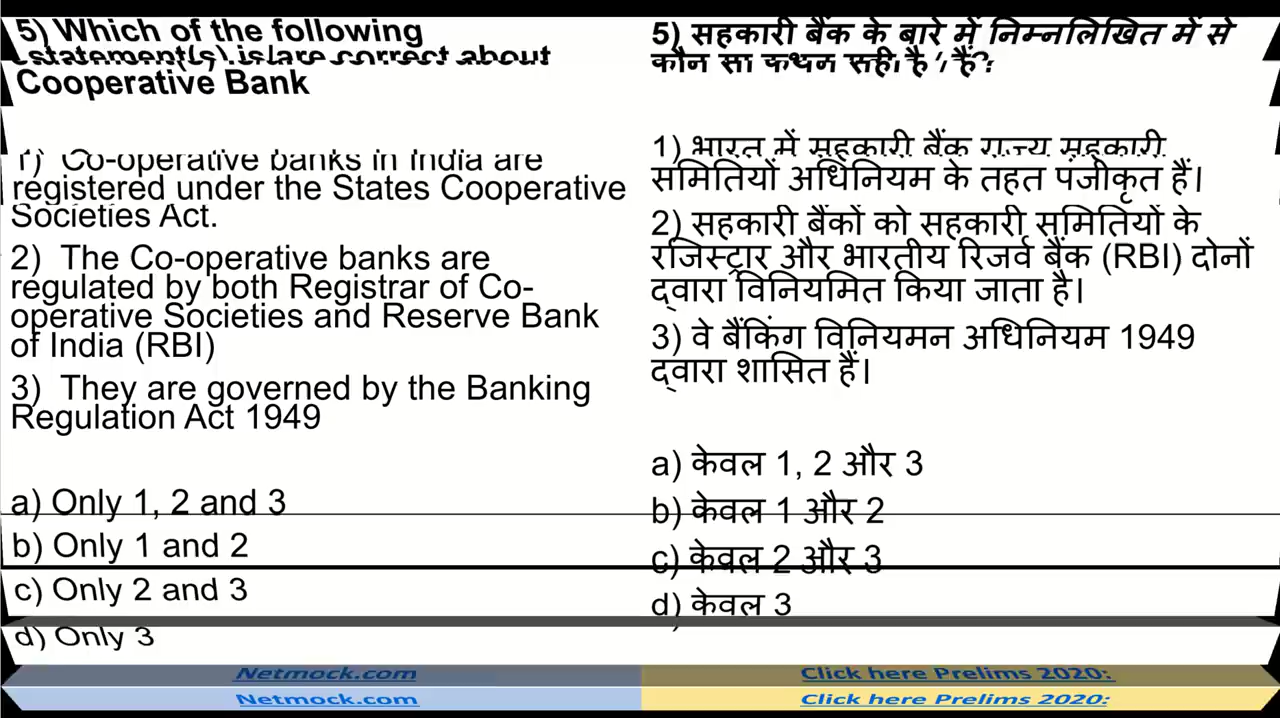 5) Which of the following
statement(s) is/are correct about
Cooperative Bank
1) Co-operative banks in India are
registered under the States Cooperative
Societies Act.
2) The Co-operative banks are
regulated by both Registrar of Co-
operative Societies and Reserve Bank
of India (RBI)
3) They are governed by the Banking
Regulation Act 1949
a) Only 1, 2 and 3
b) Only 1 and 2
c) Only 2 and 3
d) Only 3
5) सहकारी बैंक के बारे में निम्नलिखित में से
कौन सा कथन सही है / हैं?
1) भारत में सहकारी बैंक राज्य सहकारी
समितियों अधिनियम के तहत पंजीकृत हैं।
2) सहकारी बैंकों को सहकारी समितियों के
रजिस्ट्रार और भारतीय रिजर्व बैंक (RBI) दोनों
द्वारा विनियमित किया जाता है।
3) वे बैंकिंग विनियमन अधिनियम 1949
द्वारा शासित हैं।
a) केवल 1, 2 और 3
b) केवल 1 और 2
c) केवल 2 और 3
d) केवल 3
Netmock.com
Click here Prelims 2020:
Netmock.com
Click here Prelims 2020: